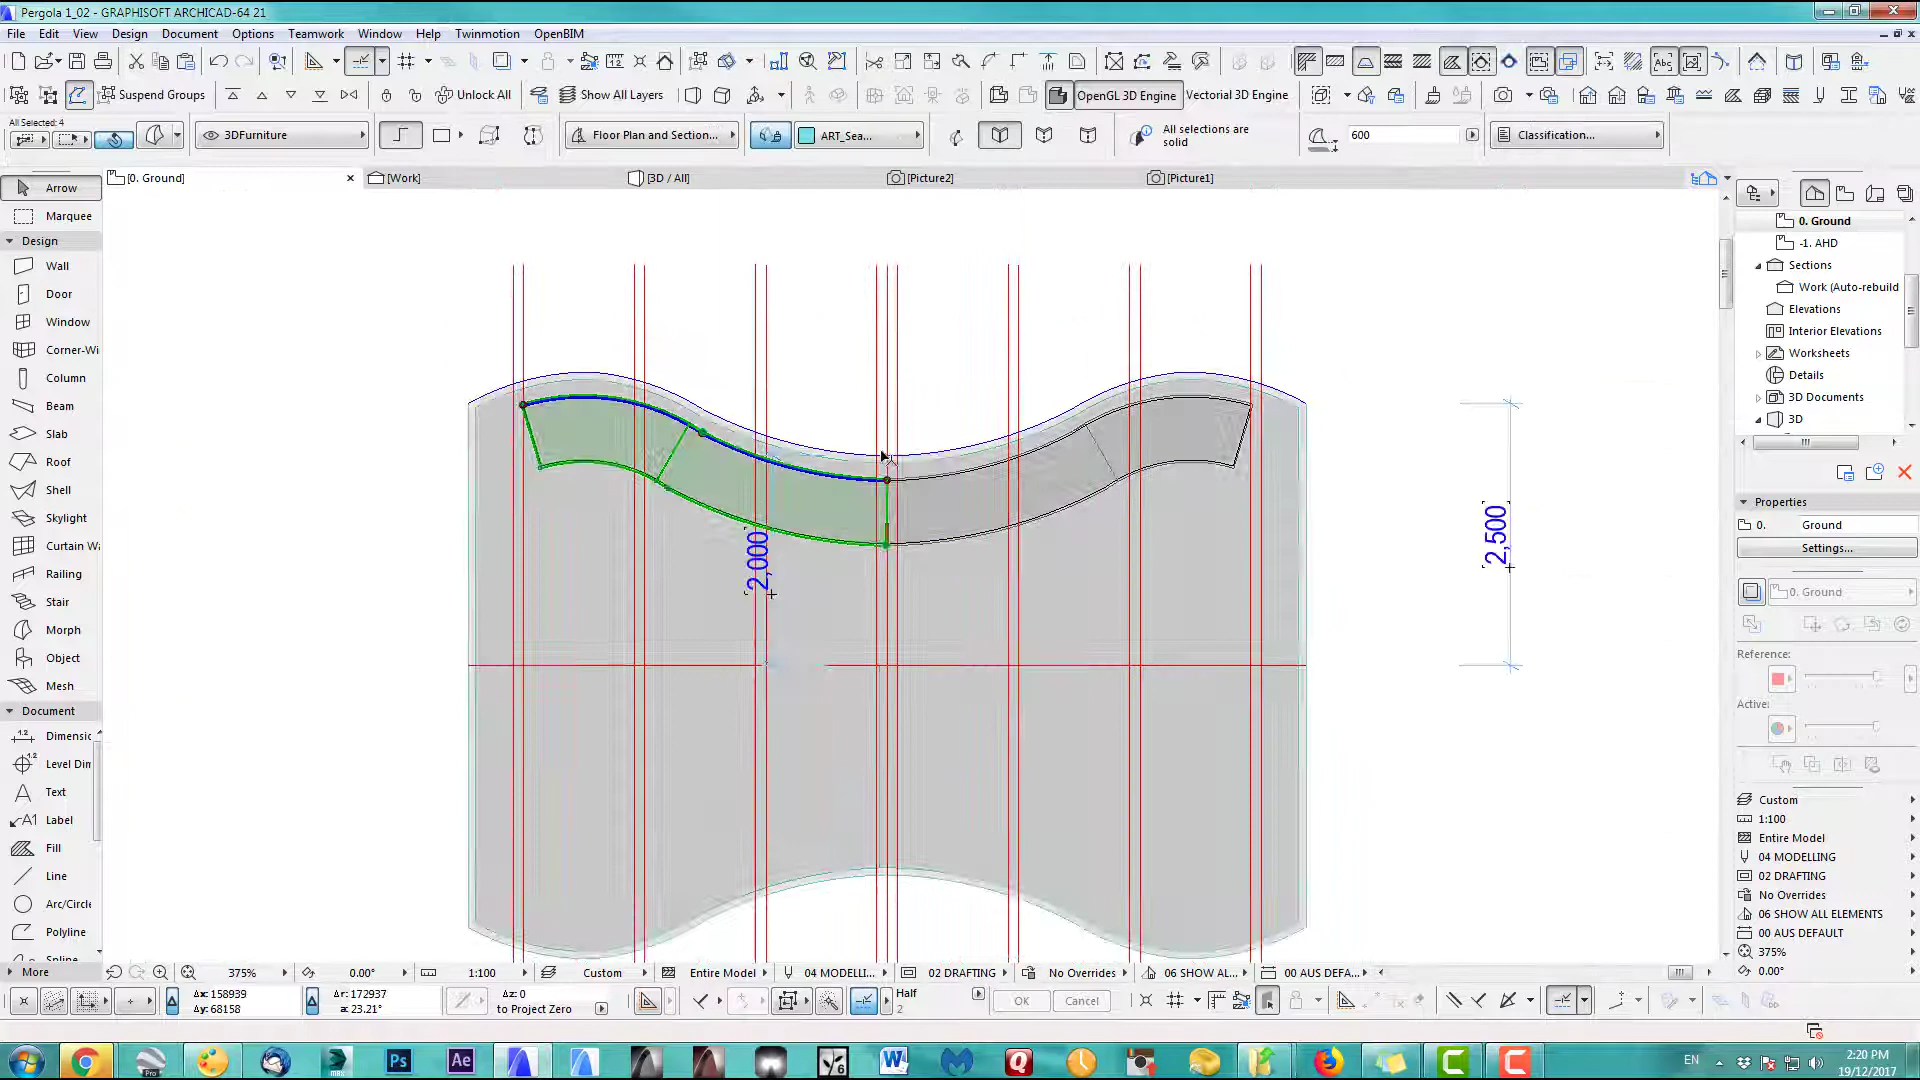 Pergola 1_02 - GRAPHISOFT ARCHICAD-64 21
File Edit View Design Document Options Teamwork Window Help Twinmotion OpenBIM
Suspend Groups
Unlock All
Show All Layers
OpenGL 3D Engine
Vectorial 3D Engine
All Selected: 4
3DFurniture
Floor Plan and Section...
ART_Sea...
All selections are solid
600
Classification...
[0. Ground]
[Work]
[3D / All]
[Picture2]
[Picture1]
Arrow
Marquee
Design
Wall
Door
Window
Corner-Wi
Column
Beam
Slab
Roof
Shell
Skylight
Curtain Wa
Railing
Stair
Morph
Object
Mesh
Document
Dimensic
Level Dim
Text
A1 Label
Fill
Line
Arc/Circle
Polyline
Spline
More
2,000
2,500
0. Ground
-1. AHD
Sections
Work (Auto-rebuild
Elevations
Interior Elevations
Worksheets
Details
3D Documents
3D
Properties
0. Ground
Settings...
0. Ground
Reference:
Active:
Custom
1:100
Entire Model
04 MODELLING
02 DRAFTING
No Overrides
06 SHOW ALL ELEMENTS
00 AUS DEFAULT
375%
0.00°
375% 0.00° 1:100 Custom Entire Model 04 MODELLI... 02 DRAFTING No Overrides 06 SHOW AL... 00 AUS DEFA...
Δx: 158939
Δy: 68158
Δr: 172937
a: 23.21°
Δz: 0
to Project Zero
Half
2
OK
Cancel
Ps
Ae
EN
2:20 PM
19/12/2017